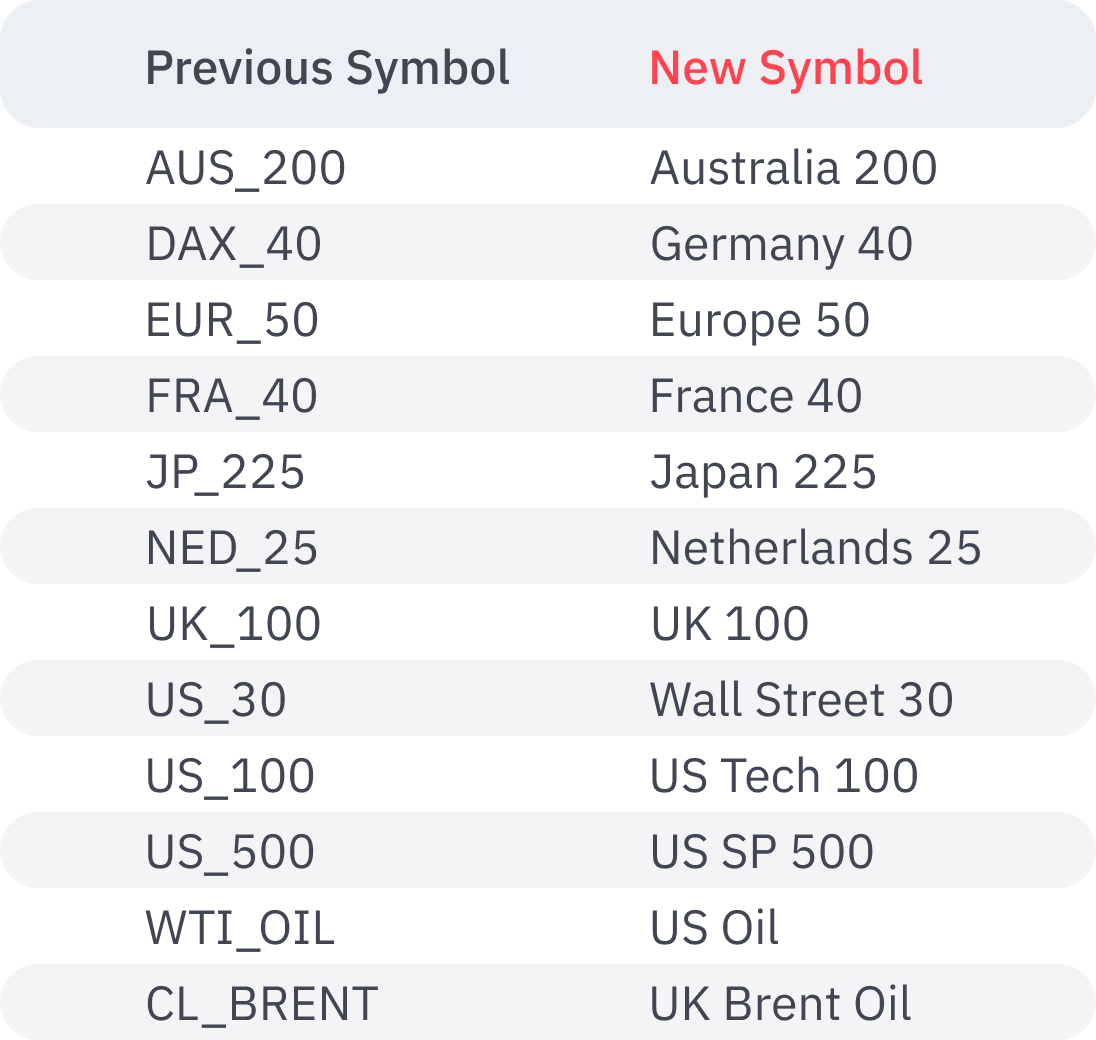 Previous Symbol New Symbol
AUS_200 Australia 200
DAX_40 Germany 40
EUR_50 Europe 50
FRA_40 France 40
JP_225 Japan 225
NED_25 Netherlands 25
UK_100 UK 100
US_30 Wall Street 30
US_100 US Tech 100
US_500 US SP 500
WTI_OIL US Oil
CL_BRENT UK Brent Oil